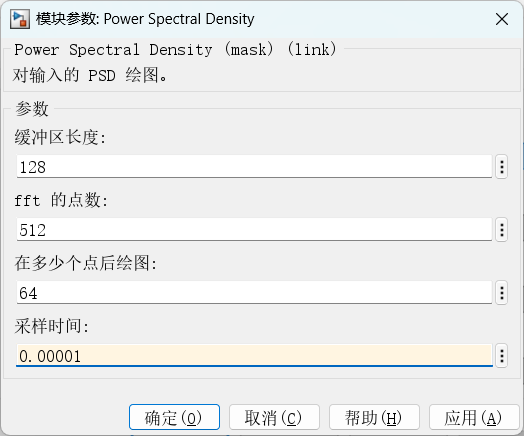 模块参数: Power Spectral Density
Power Spectral Density (mask) (link)
对输入的 PSD 绘图。
参数
缓冲区长度:
128
fft 的点数:
512
在多少个点后绘图:
64
采样时间:
0.00001
确定(O) 取消(C) 帮助(H) 应用(A)